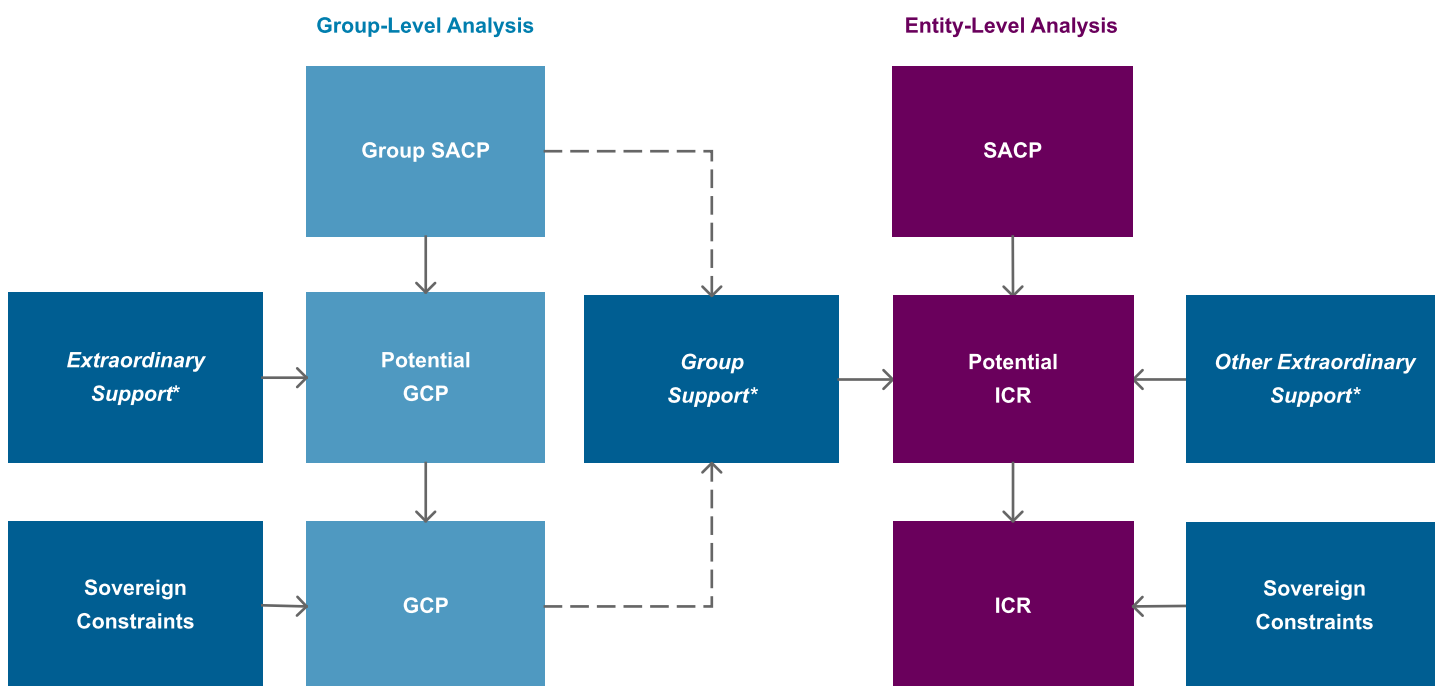 Group-Level Analysis
Entity-Level Analysis
Group SACP
SACP
Extraordinary
Support*
Potential
GCP
Group
Support*
Potential
ICR
Other Extraordinary
Support*
Sovereign
Constraints
GCP
ICR
Sovereign
Constraints